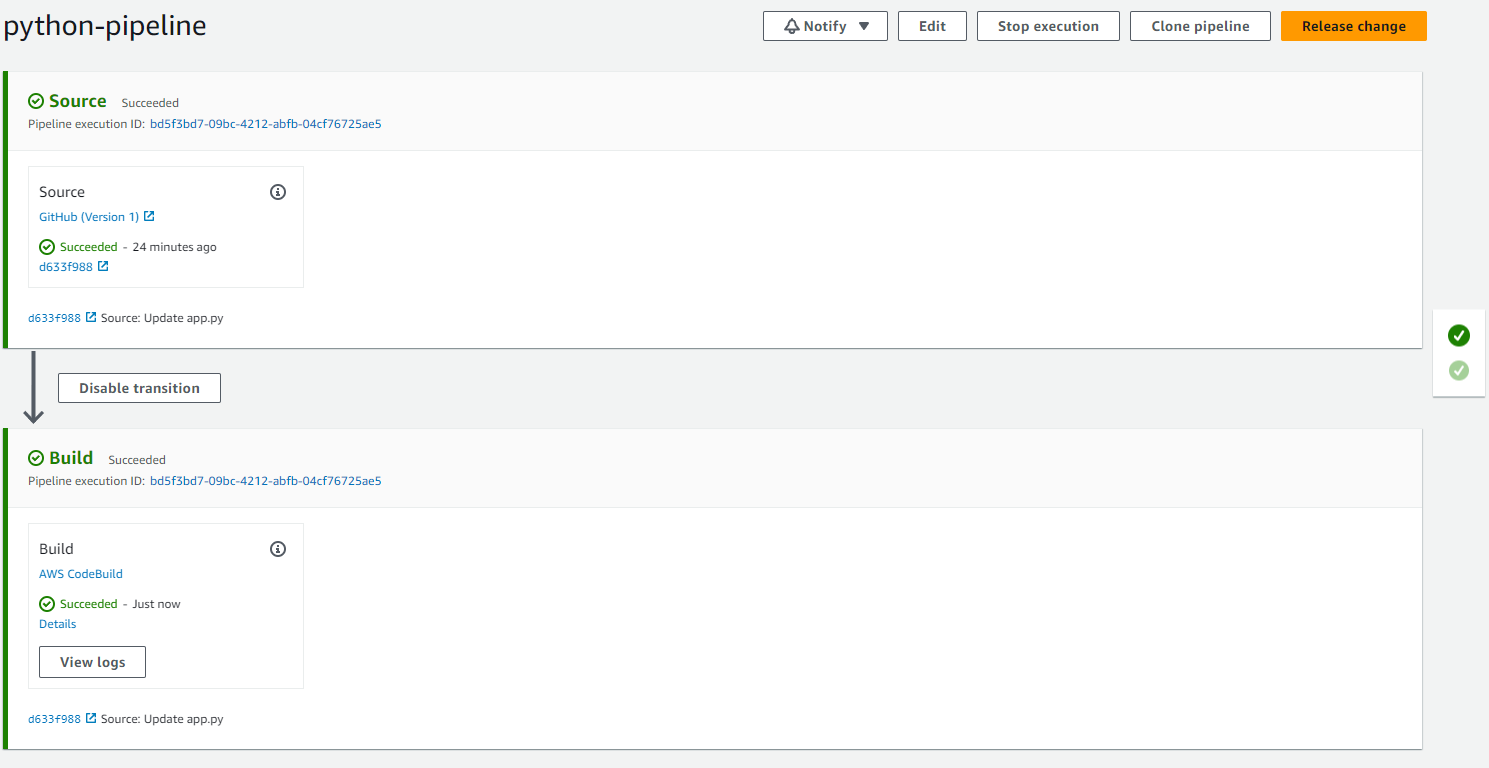 python-pipeline
Notify
Edit
Stop execution
Clone pipeline
Release change
Source Succeeded
Pipeline execution ID: bd5f3bd7-09bc-4212-abfb-04cf76725ae5
Source
GitHub (Version 1)
Succeeded - 24 minutes ago
d633f988
d633f988 Source: Update app.py
Disable transition
Build Succeeded
Pipeline execution ID: bd5f3bd7-09bc-4212-abfb-04cf76725ae5
Build
AWS CodeBuild
Succeeded - Just now
Details
View logs
d633f988 Source: Update app.py